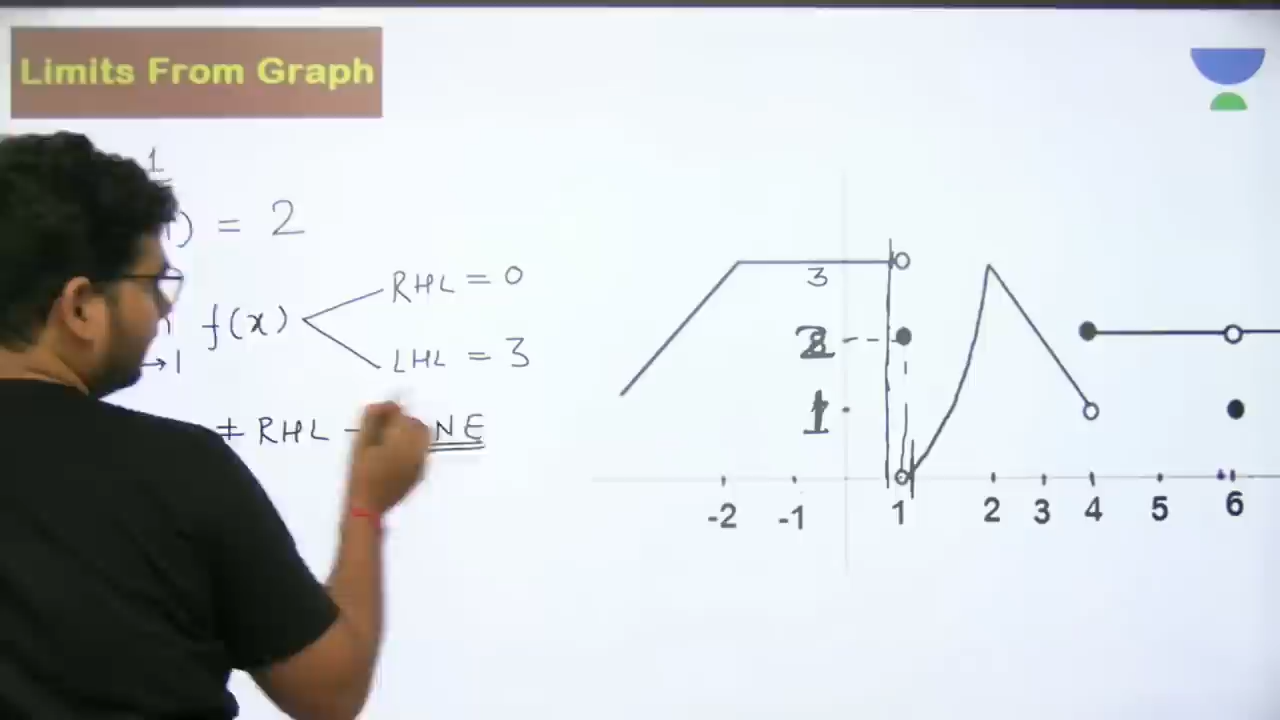 Limits From Graph
1
) = 2
f(x)
RHL = 0
→1
LHL = 3
≠ RHL - NE
3
2
1
-2 -1 1 2 3 4 5 6